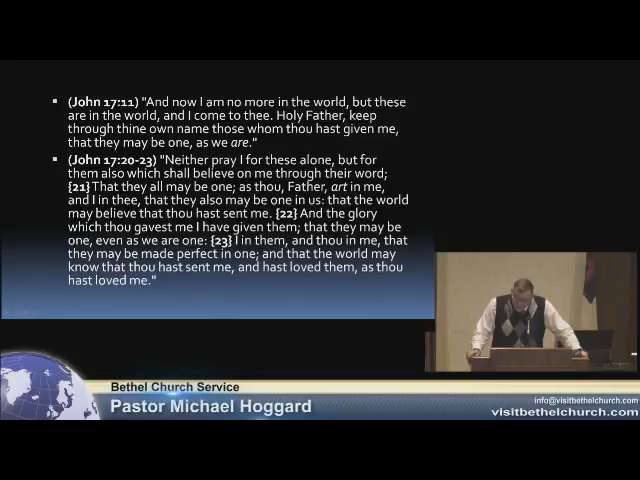 ▪ (John 17:11) "And now I am no more in the world, but these
are in the world, and I come to thee. Holy Father, keep
through thine own name those whom thou hast given me,
that they may be one, as we are."
▪ (John 17:20-23) "Neither pray I for these alone, but for
them also which shall believe on me through their word;
{21} That they all may be one; as thou, Father, art in me,
and I in thee, that they also may be one in us: that the world
may believe that thou hast sent me. {22} And the glory
which thou gavest me I have given them; that they may be
one, even as we are one: {23} I in them, and thou in me, that
they may be made perfect in one; and that the world may
know that thou hast sent me, and hast loved them, as thou
hast loved me."
Bethel Church Service
Pastor Michael Hoggard
info@visitbethelchurch.com
visitbethelchurch.com